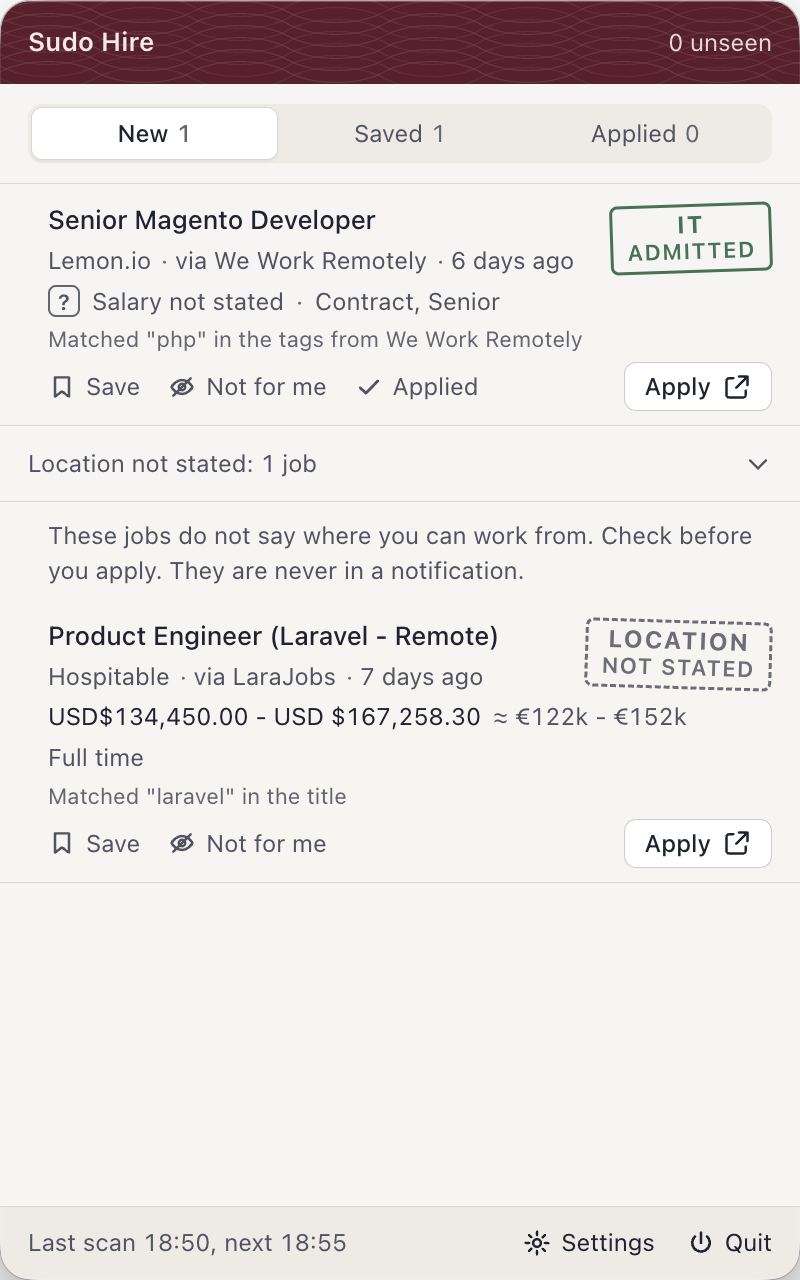 Sudo Hire
0 unseen
New 1
Saved 1
Applied 0
Senior Magento Developer
IT
ADMITTED
Lemon.io · via We Work Remotely · 6 days ago
? Salary not stated · Contract, Senior
Matched "php" in the tags from We Work Remotely
Save
Not for me
Applied
Apply
Location not stated: 1 job
These jobs do not say where you can work from. Check before
you apply. They are never in a notification.
Product Engineer (Laravel - Remote)
LOCATION
NOT STATED
Hospitable · via LaraJobs · 7 days ago
USD$134,450.00 - USD $167,258.30 ≈ €122k - €152k
Full time
Matched "laravel" in the title
Save
Not for me
Apply
Last scan 18:50, next 18:55
Settings
Quit